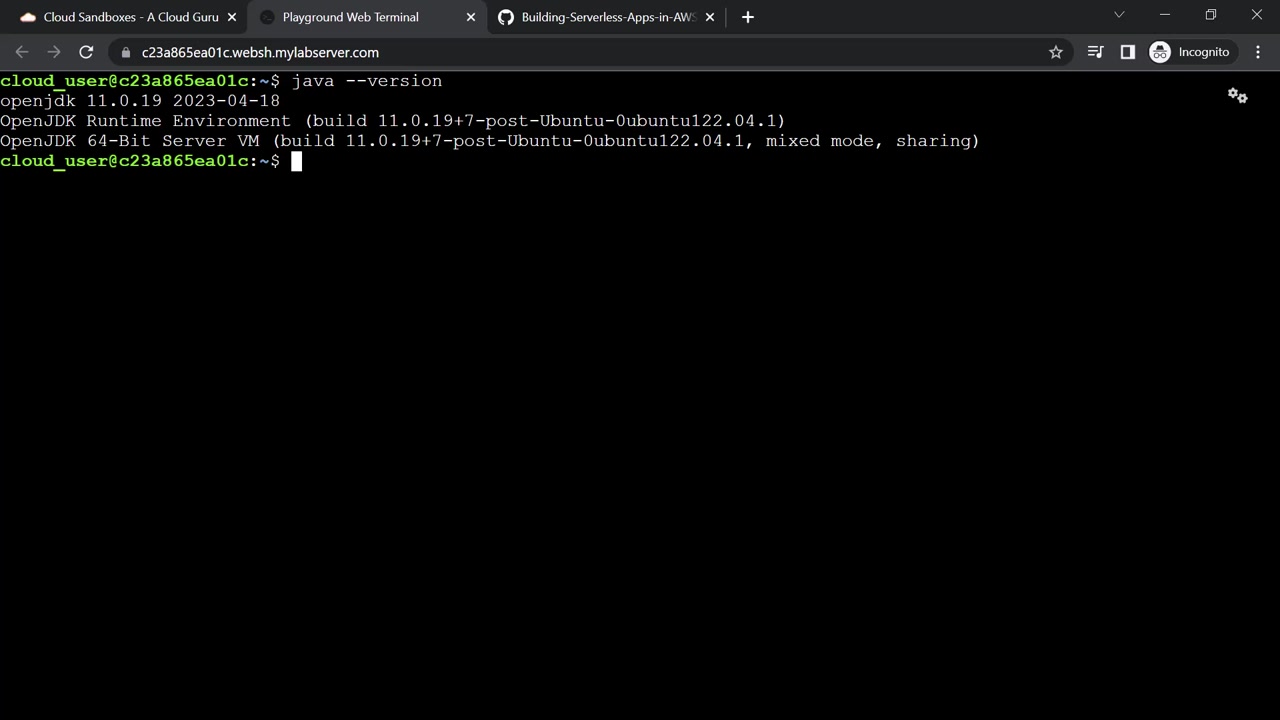 Cloud Sandboxes - A Cloud Guru
Playground Web Terminal
Building-Serverless-Apps-in-AWS
c23a865ea01c.websh.mylabserver.com
Incognito
cloud_user@c23a865ea01c:~$ java --version
openjdk 11.0.19 2023-04-18
OpenJDK Runtime Environment (build 11.0.19+7-post-Ubuntu-0ubuntu122.04.1)
OpenJDK 64-Bit Server VM (build 11.0.19+7-post-Ubuntu-0ubuntu122.04.1, mixed mode, sharing)
cloud_user@c23a865ea01c:~$